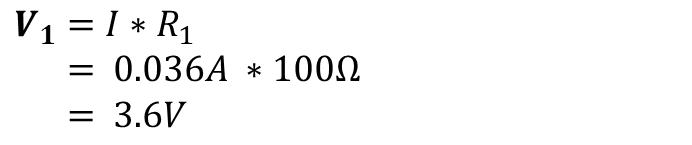 V₁ = I ∗ R₁
= 0.036A ∗ 100Ω
= 3.6V